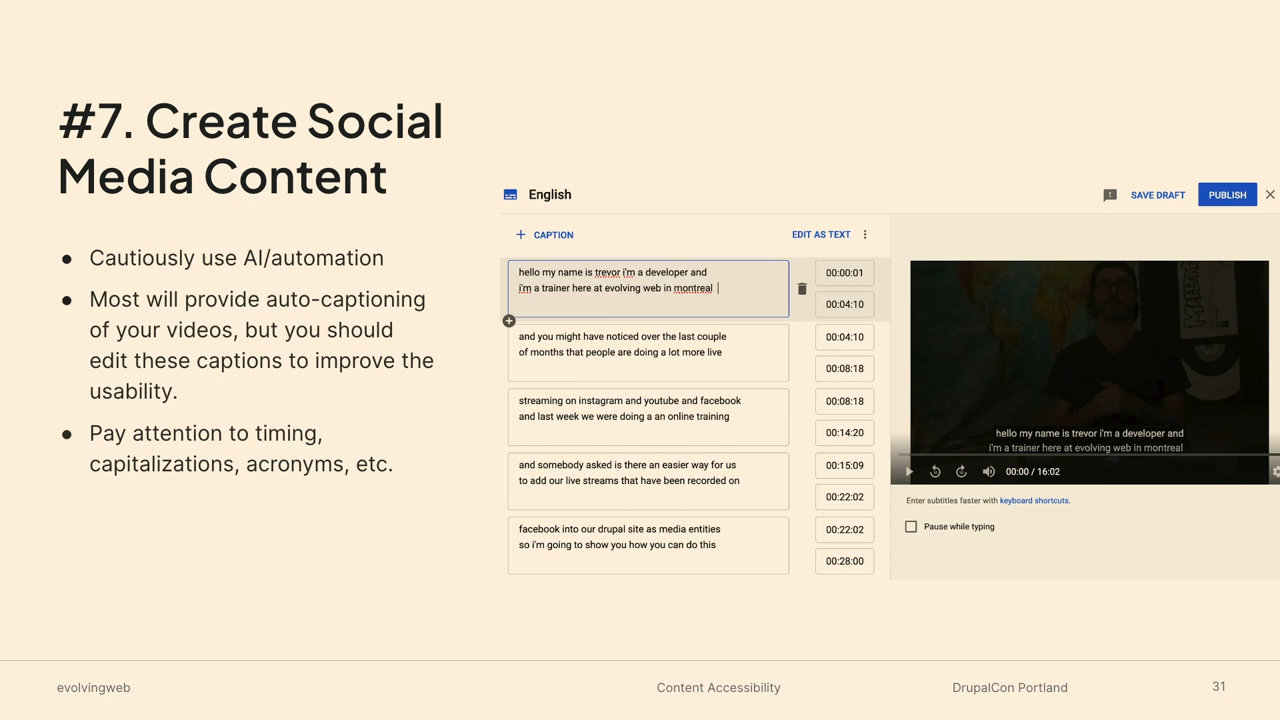 #7. Create Social
Media Content
● Cautiously use AI/automation
● Most will provide auto-captioning
of your videos, but you should
edit these captions to improve the
usability.
● Pay attention to timing,
capitalizations, acronyms, etc.
English
SAVE DRAFT
PUBLISH
+ CAPTION
EDIT AS TEXT
hello my name is trevor i'm a developer and
i'm a trainer here at evolving web in montreal
00:00:01
00:04:10
and you might have noticed over the last couple
of months that people are doing a lot more live
00:04:10
00:08:18
streaming on instagram and youtube and facebook
and last week we were doing a an online training
00:08:18
00:14:20
and somebody asked is there an easier way for us
to add our live streams that have been recorded on
00:15:09
00:22:02
facebook into our drupal site as media entities
so i'm going to show you how you can do this
00:22:02
00:28:00
hello my name is trevor i'm a developer and
i'm a trainer here at evolving web in montreal
00:00 / 16:02
Enter subtitles faster with keyboard shortcuts.
Pause while typing
evolvingweb
Content Accessibility
DrupalCon Portland
31